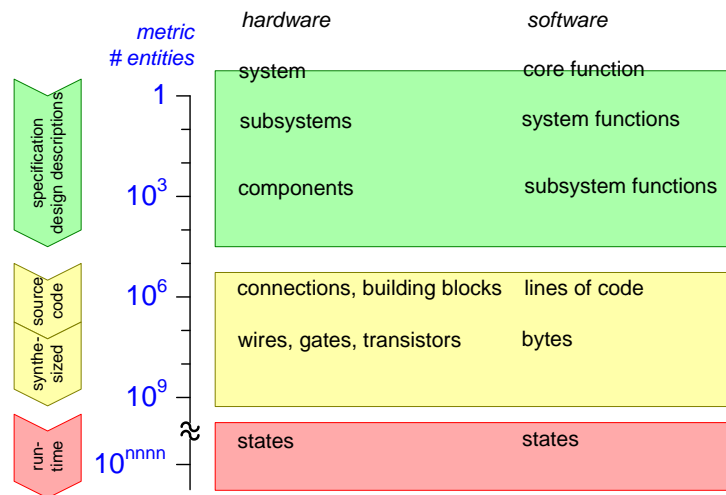 hardware
software
metric
# entities
system
core function
1
subsystems
system functions
components
subsystem functions
10³
specification
design descriptions
connections, building blocks
lines of code
10⁶
source
code
wires, gates, transistors
bytes
synthe-
sized
10⁹
states
states
10ⁿⁿⁿⁿ
run-
time